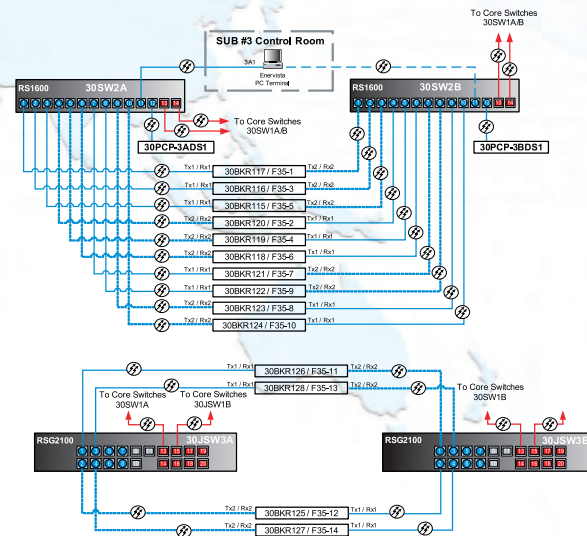 To Core Switches
30SW1A/B
SUB #3 Control Room
3A1
Enervista
PC Terminal
RS1600 30SW2A
RS1600 30SW2B
To Core Switches
30SW1A/B
30PCP-3ADS1
30PCP-3BDS1
Tx1 / Rx1 30BKR117 / F35-1 Tx2 / Rx2
Tx1 / Rx1 30BKR116 / F35-3 Tx2 / Rx2
Tx1 / Rx1 30BKR115 / F35-5 Tx2 / Rx2
Tx2 / Rx2 30BKR120 / F35-2 Tx1 / Rx1
Tx2 / Rx2 30BKR119 / F35-4 Tx1 / Rx1
Tx2 / Rx2 30BKR118 / F35-6 Tx1 / Rx1
Tx1 / Rx1 30BKR121 / F35-7 Tx2 / Rx2
Tx1 / Rx1 30BKR122 / F35-9 Tx2 / Rx2
Tx2 / Rx2 30BKR123 / F35-8 Tx1 / Rx1
Tx2 / Rx2 30BKR124 / F35-10 Tx1 / Rx1
Tx1 / Rx1 30BKR126 / F35-11 Tx2 / Rx2
Tx1 / Rx1 30BKR128 / F35-13 Tx2 / Rx2
To Core Switches
30SW1A
To Core Switches
30JSW1B
To Core Switches
30SW1B
RSG2100 30JSW3A
13 15 17 19
14 16 18 20
RSG2100 30JSW3B
13 15 17 19
14 16 18 20
Tx2 / Rx2 30BKR125 / F35-12 Tx1 / Rx1
Tx2 / Rx2 30BKR127 / F35-14 Tx1 / Rx1